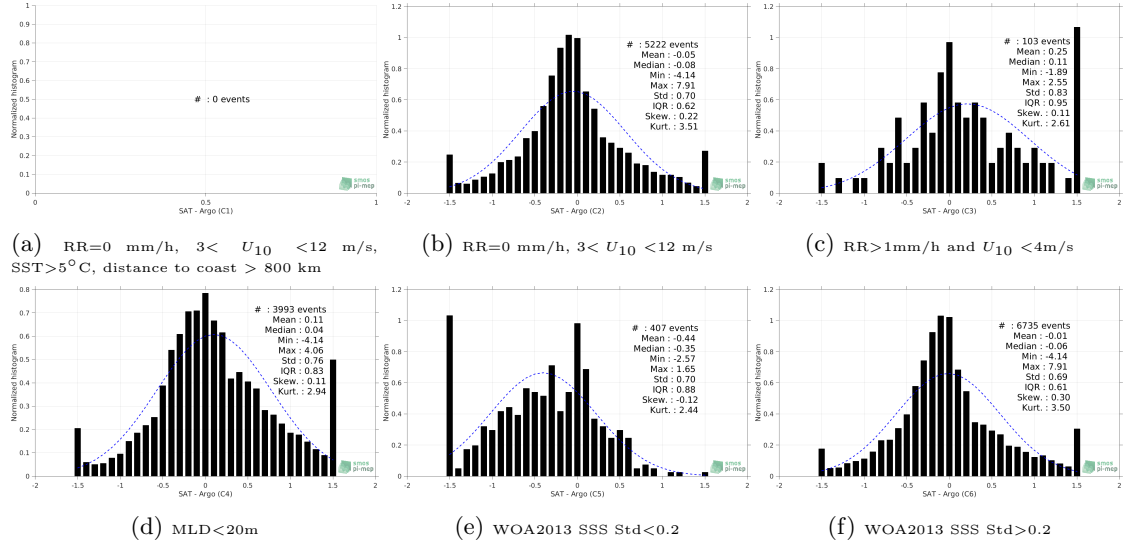 1
0.9
0.8
0.7
0.6
0.5
0.4
0.3
0.2
0.1
0
Normalized histogram
# : 0 events
smos
pi-mep
0 0.5 1
SAT - Argo (C1)
(a) RR=0 mm/h, 3< U10 <12 m/s,
SST>5°C, distance to coast > 800 km
1.2
1
0.8
0.6
0.4
0.2
0
Normalized histogram
# : 5222 events
Mean : -0.05
Median : -0.08
Min : -4.14
Max : 7.91
Std : 0.70
IQR : 0.62
Skew. : 0.22
Kurt. : 3.51
smos
pi-mep
-2 -1.5 -1 -0.5 0 0.5 1 1.5 2
SAT - Argo (C2)
(b) RR=0 mm/h, 3< U10 <12 m/s
1.2
1
0.8
0.6
0.4
0.2
0
Normalized histogram
# : 103 events
Mean : 0.25
Median : 0.11
Min : -1.89
Max : 2.55
Std : 0.83
IQR : 0.95
Skew. : 0.11
Kurt. : 2.61
smos
pi-mep
-2 -1.5 -1 -0.5 0 0.5 1 1.5 2
SAT - Argo (C3)
(c) RR>1mm/h and U10 <4m/s
0.8
0.7
0.6
0.5
0.4
0.3
0.2
0.1
0
Normalized histogram
# : 3993 events
Mean : 0.11
Median : 0.04
Min : -4.14
Max : 4.06
Std : 0.76
IQR : 0.83
Skew. : 0.11
Kurt. : 2.94
smos
pi-mep
-2 -1.5 -1 -0.5 0 0.5 1 1.5 2
SAT - Argo (C4)
(d) MLD<20m
1.2
1
0.8
0.6
0.4
0.2
0
Normalized histogram
# : 407 events
Mean : -0.44
Median : -0.35
Min : -2.57
Max : 1.65
Std : 0.70
IQR : 0.88
Skew. : -0.12
Kurt. : 2.44
smos
pi-mep
-2 -1.5 -1 -0.5 0 0.5 1 1.5 2
SAT - Argo (C5)
(e) WOA2013 SSS Std<0.2
1.2
1
0.8
0.6
0.4
0.2
0
Normalized histogram
# : 6735 events
Mean : -0.01
Median : -0.06
Min : -4.14
Max : 7.91
Std : 0.69
IQR : 0.61
Skew. : 0.30
Kurt. : 3.50
smos
pi-mep
-2 -1.5 -1 -0.5 0 0.5 1 1.5 2
SAT - Argo (C6)
(f) WOA2013 SSS Std>0.2